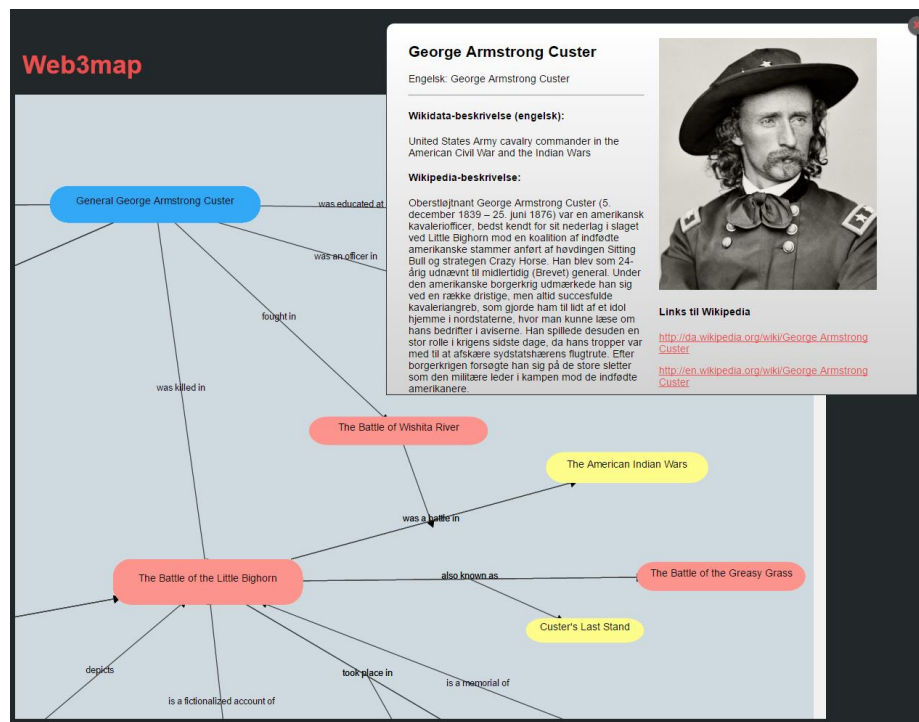 Web3map
George Armstrong Custer
Engelsk: George Armstrong Custer
Wikidata-beskrivelse (engelsk):
United States Army cavalry commander in the
American Civil War and the Indian Wars
Wikipedia-beskrivelse:
Oberstløjtnant George Armstrong Custer (5.
december 1839 – 25. juni 1876) var en amerikansk
kavaleriofficer, bedst kendt for sit nederlag i slaget
ved Little Bighorn mod en koalition af indfødte
amerikanske stammer anført af høvdingen Sitting
Bull og strategen Crazy Horse. Han blev som 24-
årig udnævnt til midlertidig (Brevet) general. Under
den amerikanske borgerkrig udmærkede han sig
ved en række dristige, men altid succesfulde
kavaleriangreb, som gjorde ham til lidt af et idol
hjemme i nordstaterne, hvor man kunne læse om
hans bedrifter i aviserne. Han spillede desuden en
stor rolle i krigens sidste dage, da hans tropper var
med til at afskære sydstatshærens flugtrute. Efter
borgerkrigen forsøgte han sig på de store sletter
som den militære leder i kampen mod de indfødte
amerikanere.
Links til Wikipedia
http://da.wikipedia.org/wiki/George Armstrong
Custer
http://en.wikipedia.org/wiki/George Armstrong
Custer
General George Armstrong Custer
was educated at
was an officer in
fought in
was killed in
The Battle of Wishita River
The American Indian Wars
was a battle in
The Battle of the Little Bighorn
also known as
The Battle of the Greasy Grass
Custer's Last Stand
depicts
took place in
is a memorial of
is a fictionalized account of